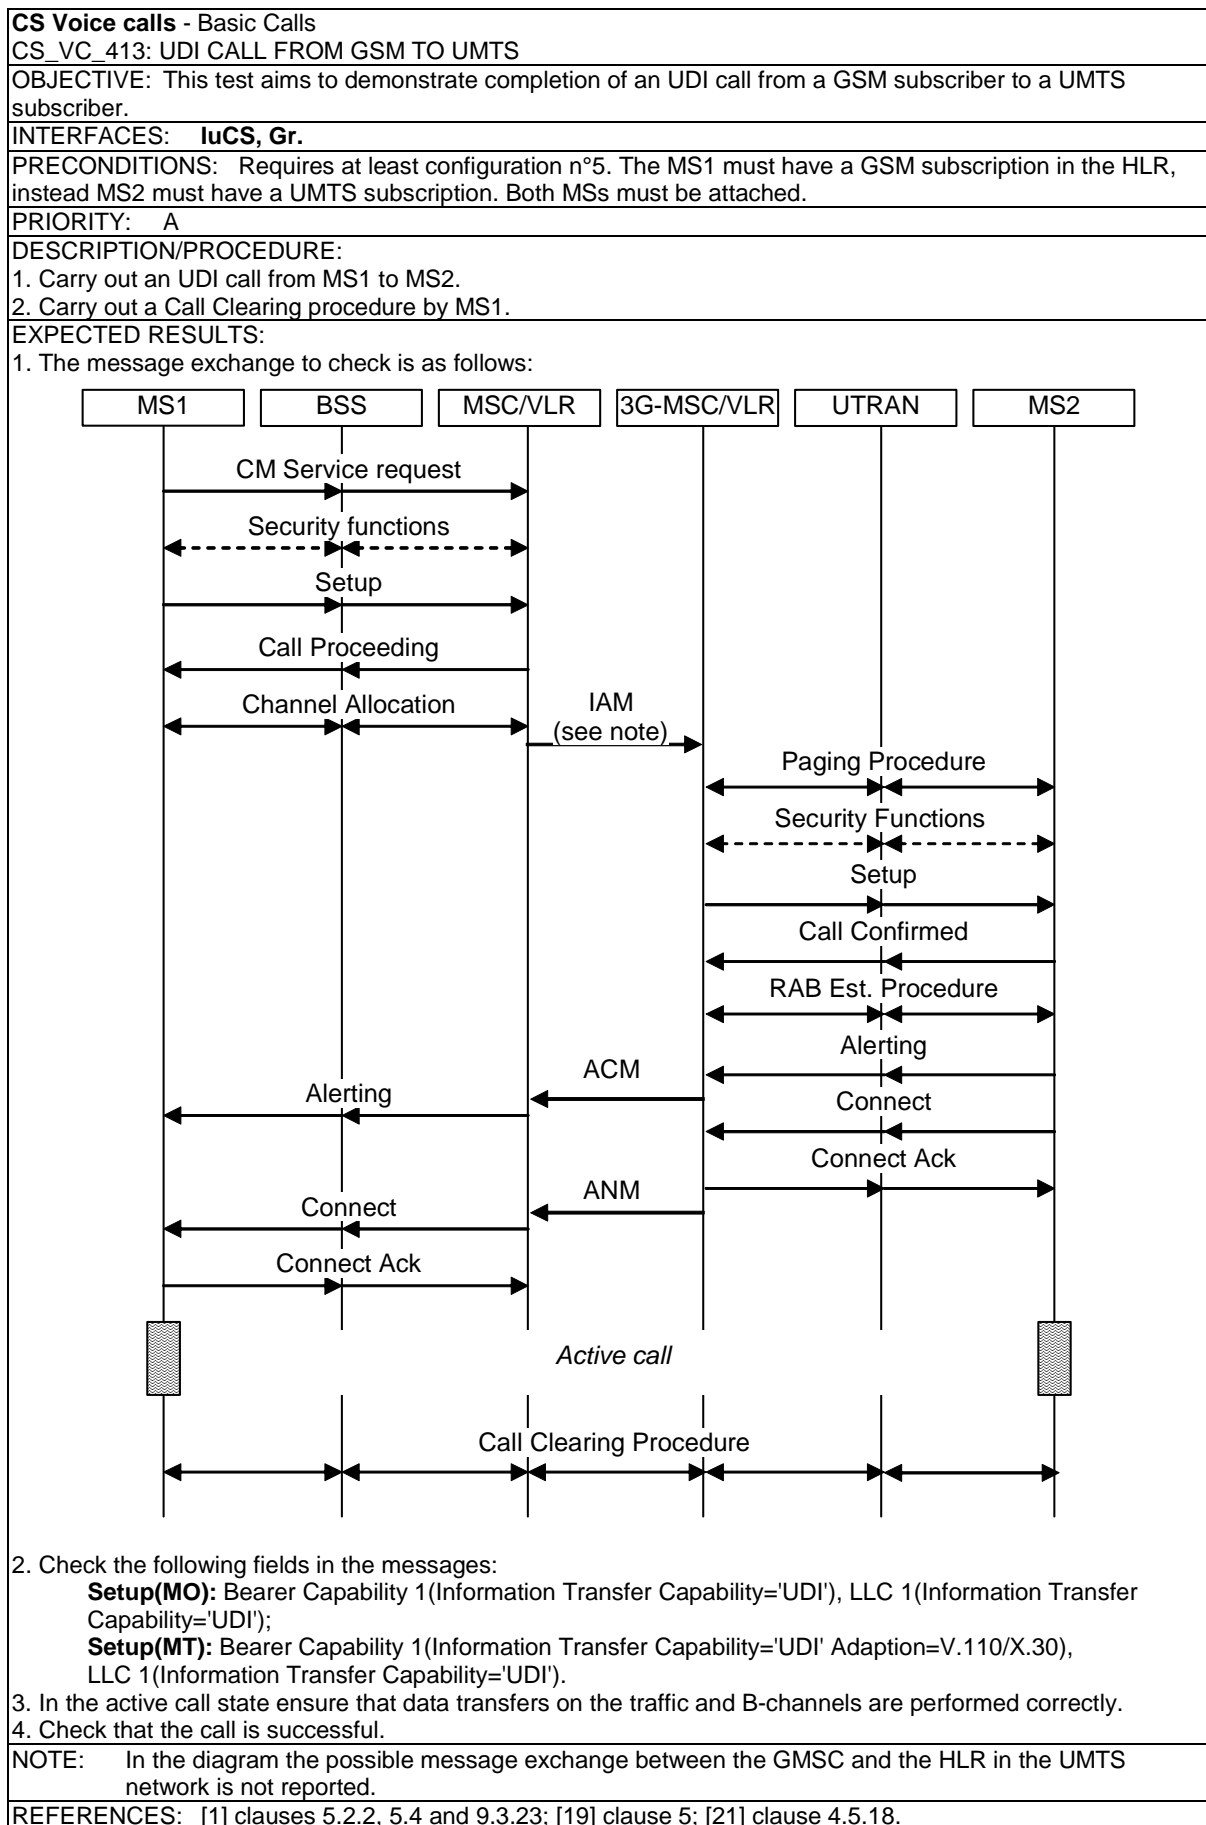 CS Voice calls - Basic Calls
CS_VC_413: UDI CALL FROM GSM TO UMTS
OBJECTIVE: This test aims to demonstrate completion of an UDI call from a GSM subscriber to a UMTS
subscriber.
INTERFACES: IuCS, Gr.
PRECONDITIONS: Requires at least configuration n°5. The MS1 must have a GSM subscription in the HLR,
instead MS2 must have a UMTS subscription. Both MSs must be attached.
PRIORITY: A
DESCRIPTION/PROCEDURE:
1. Carry out an UDI call from MS1 to MS2.
2. Carry out a Call Clearing procedure by MS1.
EXPECTED RESULTS:
1. The message exchange to check is as follows:
MS1 BSS MSC/VLR 3G-MSC/VLR UTRAN MS2
CM Service request
Security functions
Setup
Call Proceeding
Channel Allocation
IAM
(see note)
Paging Procedure
Security Functions
Setup
Call Confirmed
RAB Est. Procedure
Alerting
ACM
Alerting
Connect
Connect Ack
ANM
Connect
Connect Ack
Active call
Call Clearing Procedure
2. Check the following fields in the messages:
Setup(MO): Bearer Capability 1(Information Transfer Capability='UDI'), LLC 1(Information Transfer
Capability='UDI');
Setup(MT): Bearer Capability 1(Information Transfer Capability='UDI' Adaption=V.110/X.30),
LLC 1(Information Transfer Capability='UDI').
3. In the active call state ensure that data transfers on the traffic and B-channels are performed correctly.
4. Check that the call is successful.
NOTE: In the diagram the possible message exchange between the GMSC and the HLR in the UMTS
network is not reported.
REFERENCES: [1] clauses 5.2.2, 5.4 and 9.3.23; [19] clause 5; [21] clause 4.5.18.